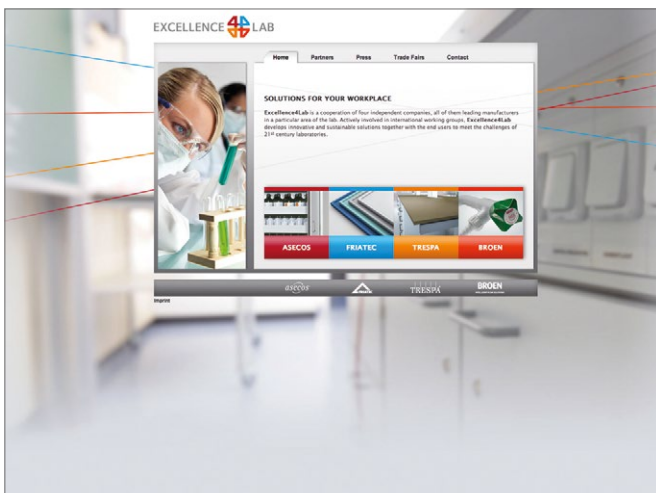 EXCELLENCE 4 LAB
Home Partners Press Trade Fairs Contact
SOLUTIONS FOR YOUR WORKPLACE
Excellence4Lab is a cooperation of four independent companies, all of them leading manufacturers
in a particular area of the lab. Actively involved in international working groups, Excellence4Lab
develops innovative and sustainable solutions together with the end users to meet the challenges of
21st century laboratories.
ASECOS FRIATEC TRESPA BROEN
asecos TRESPA BROEN
Imprint